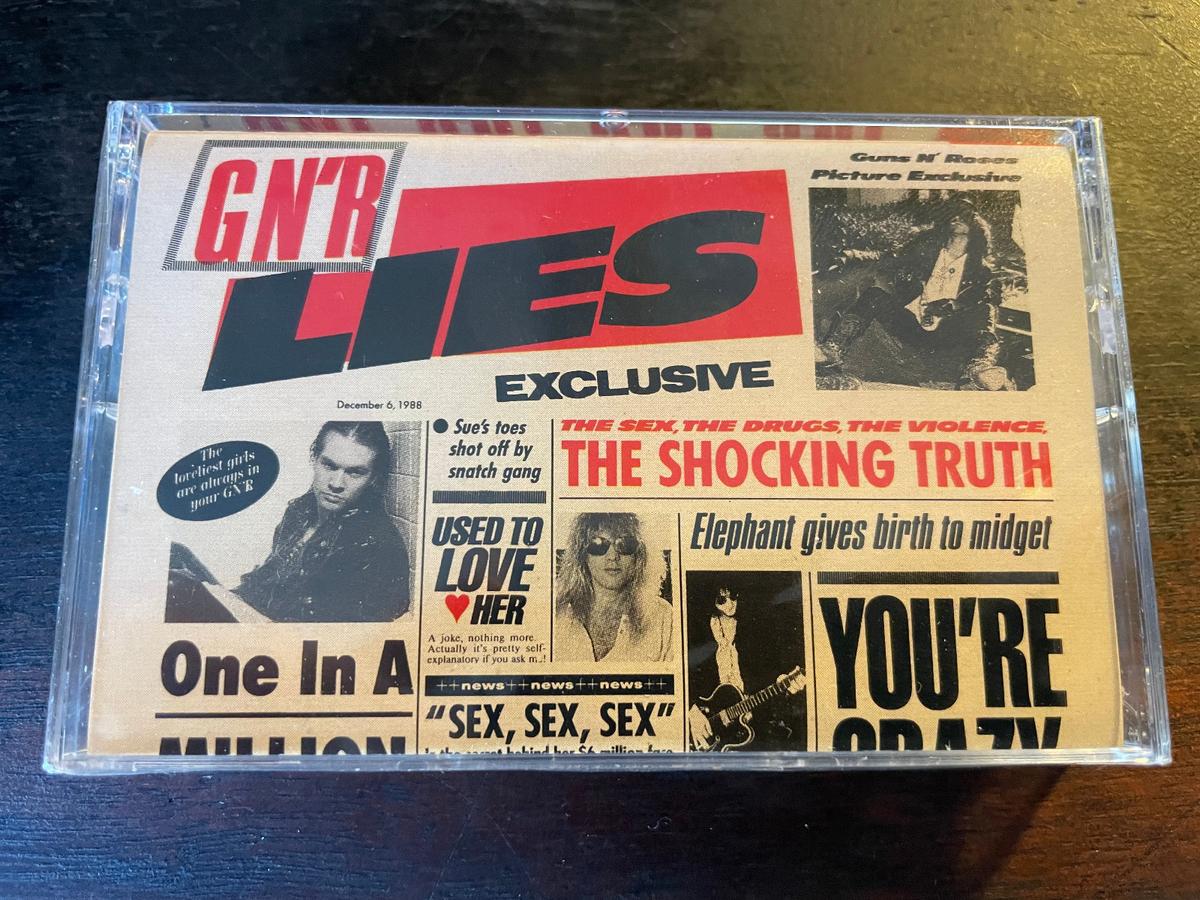 GN'R
LIES
EXCLUSIVE
Guns N' Roses
Picture Exclusive
December 6, 1988
The
loveliest girls
are always in
your GN'R
One In A
MILLION
● Sue's toes
shot off by
snatch gang
USED TO
LOVE
♥ HER
A joke, nothing more.
Actually it's pretty self-
explanatory if you ask m..!
++news++news++news++
"SEX, SEX, SEX"
THE SEX, THE DRUGS, THE VIOLENCE,
THE SHOCKING TRUTH
Elephant gives birth to midget
YOU'RE
CRAZY